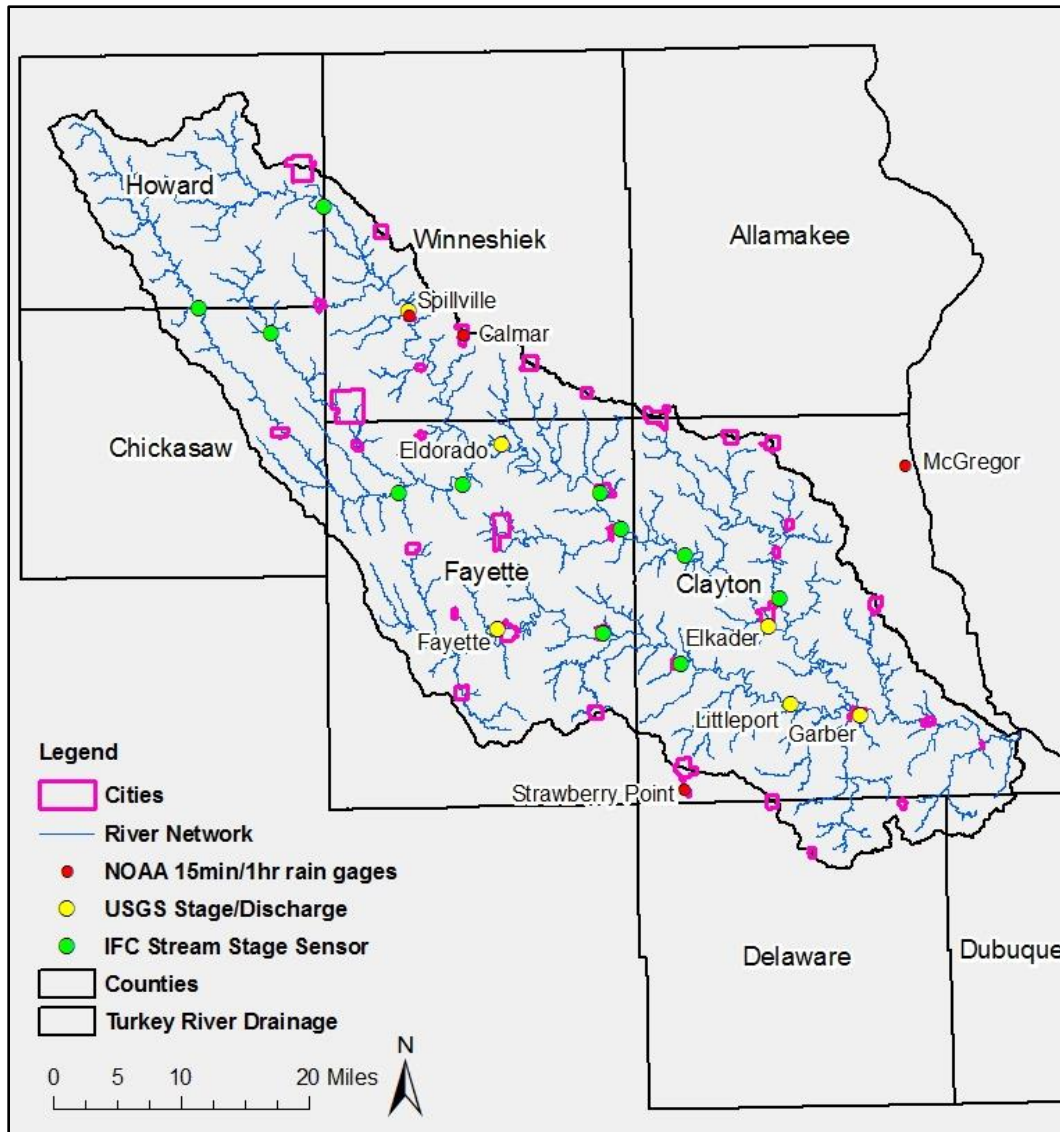 Howard
Winneshiek
Allamakee
Spillville
Calmar
Chickasaw
Eldorado
McGregor
Fayette
Clayton
Fayette
Elkader
Littleport
Garber
Strawberry Point
Delaware
Dubuque
Legend
Cities
River Network
NOAA 15min/1hr rain gages
USGS Stage/Discharge
IFC Stream Stage Sensor
Counties
Turkey River Drainage
N
0 5 10 20 Miles